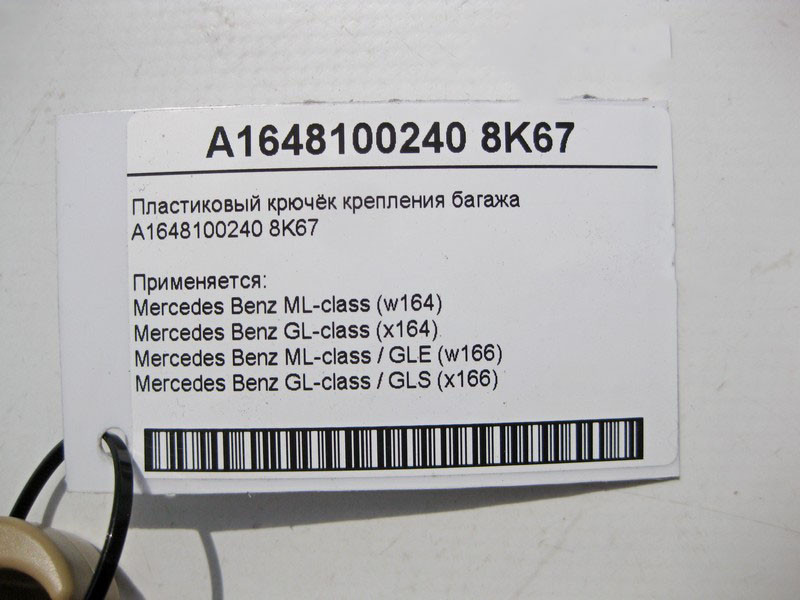 A1648100240 8K67
Пластиковый крючёк крепления багажа
A1648100240 8K67
Применяется:
Mercedes Benz ML-class (w164)
Mercedes Benz GL-class (x164)
Mercedes Benz ML-class / GLE (w166)
Mercedes Benz GL-class / GLS (x166)